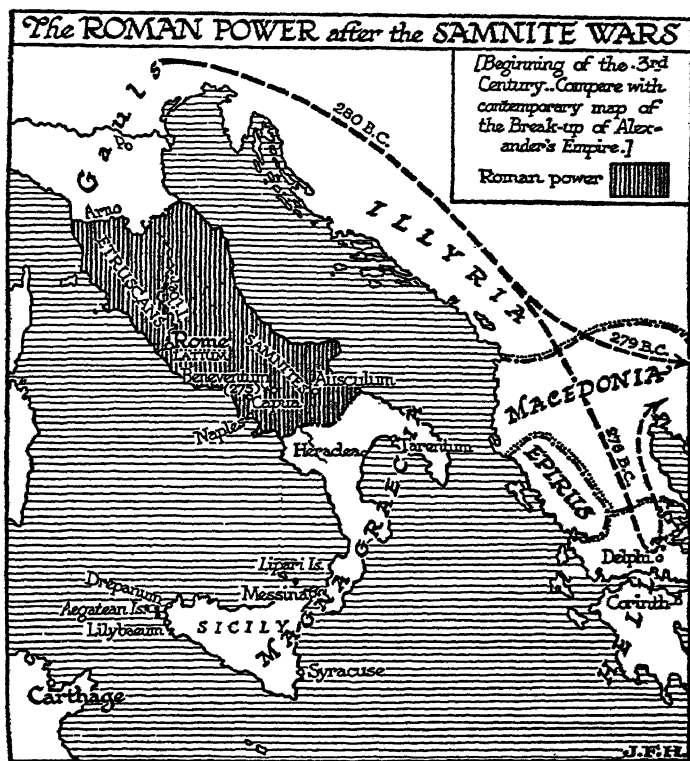 The ROMAN POWER after the SAMNITE WARS
[Beginning of the 3rd
Century..Compare with
contemporary map of
the Break-up of Alex-
ander's Empire.]
Roman power
Gauls
Po
280 B.C.
ILLYRIA
Arno
ETRUSCANS
Rome
LATIUM
SAMNITES
Beneventum
(275)
Capua
Ausculum
Naples
Heraclea
Tarentum
MAGNA GRAECIA
279 B.C.
MACEDONIA
278 B.C.
EPIRUS
Delphi
Corinth
Lipari Is.
Messina
Drepanum
Aegatean Is.
Lilybaeum
SICILY
Syracuse
Carthage
J.F.H.